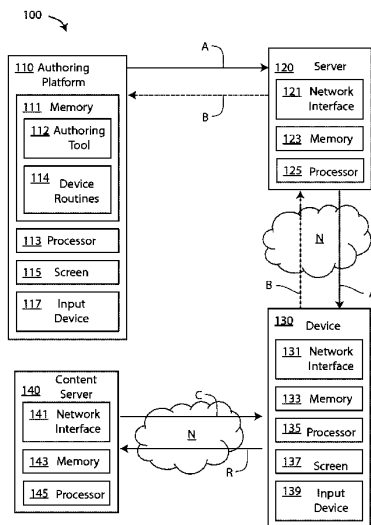 100
110 Authoring
Platform
111 Memory
112 Authoring
Tool
114 Device
Routines
113 Processor
115 Screen
117 Input
Device
A
B
120 Server
121 Network
Interface
123 Memory
125 Processor
N
B
A
130 Device
131 Network
Interface
133 Memory
135 Processor
137 Screen
139 Input
Device
140 Content
Server
141 Network
Interface
143 Memory
145 Processor
C
N
R